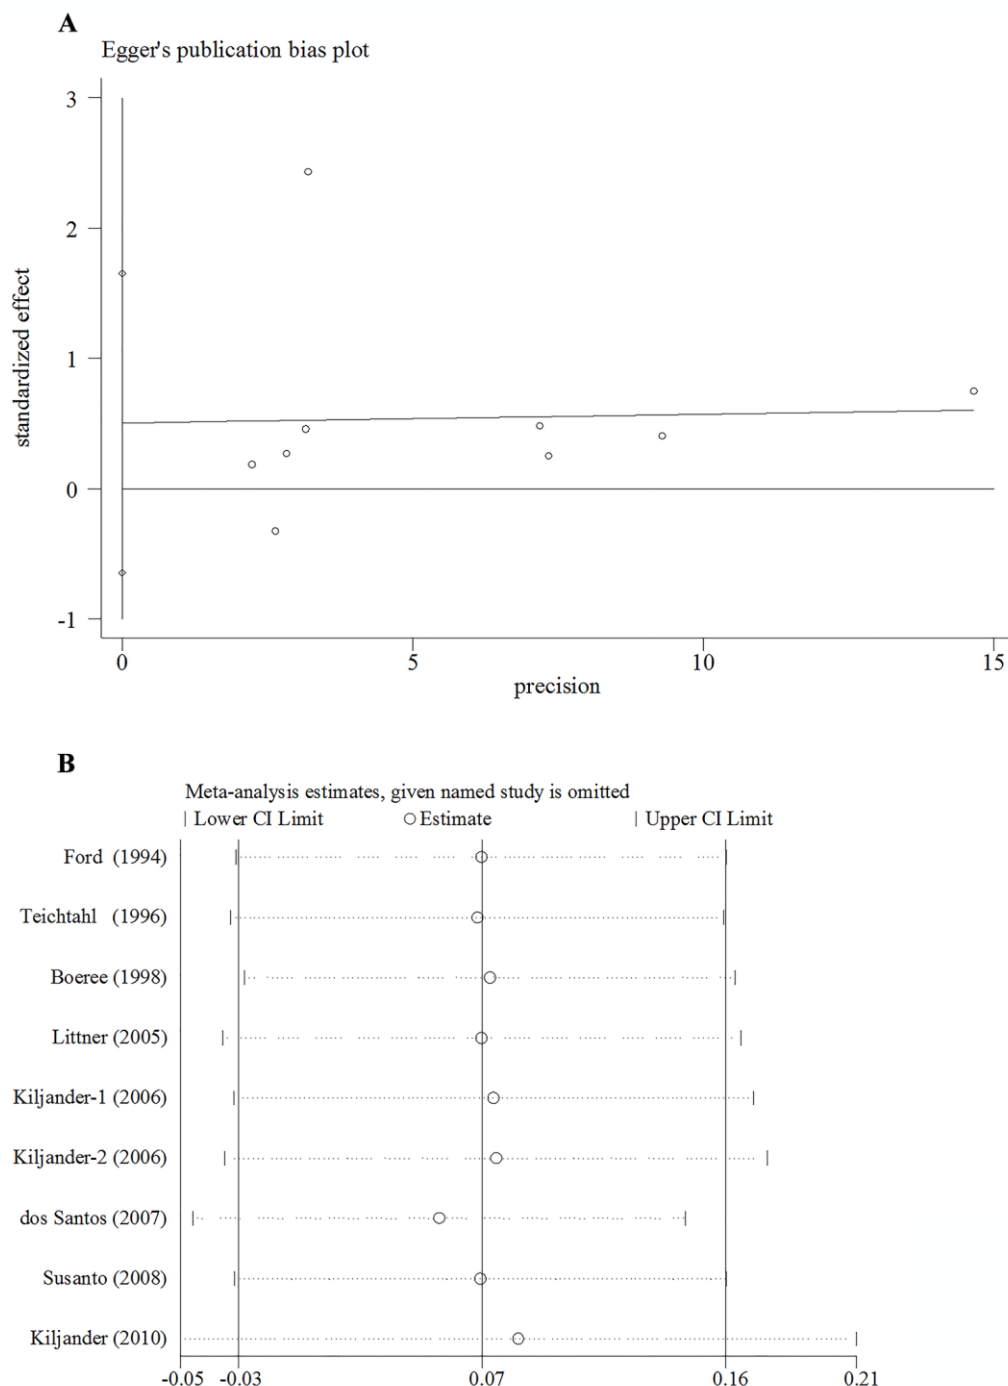 A
Egger's publication bias plot
3
2
1
0
-1
standardized effect
0
5
10
15
precision
B
Meta-analysis estimates, given named study is omitted
Lower CI Limit
Estimate
Upper CI Limit
Ford (1994)
Teichtahl (1996)
Boeree (1998)
Littner (2005)
Kiljander-1 (2006)
Kiljander-2 (2006)
dos Santos (2007)
Susanto (2008)
Kiljander (2010)
-0.05 -0.03 0.07 0.16 0.21